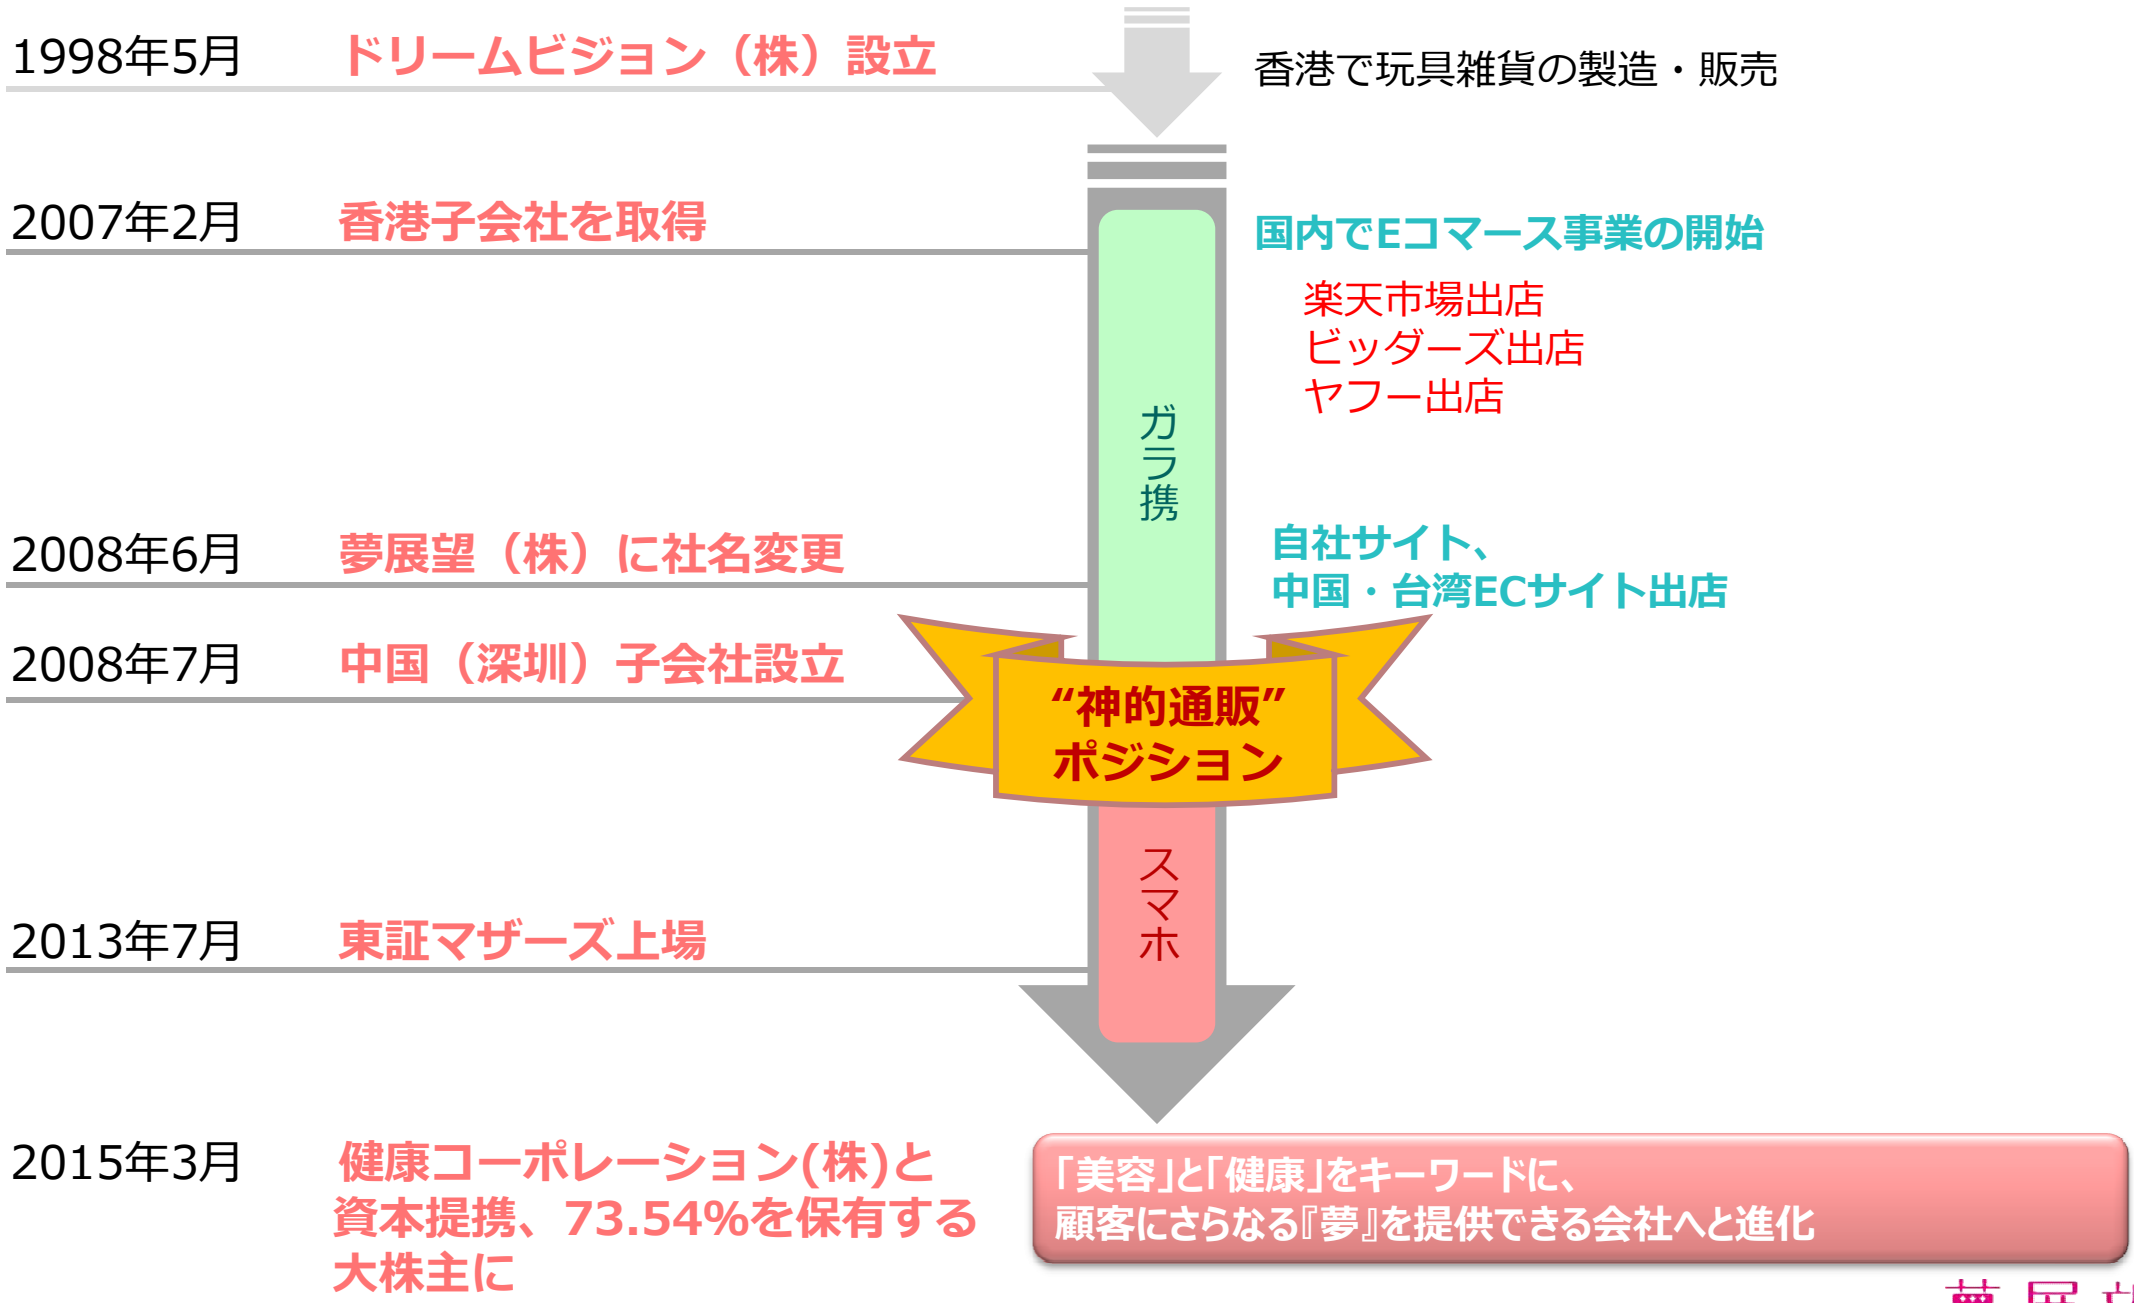 1998年5月 ドリームビジョン（株）設立
香港で玩具雑貨の製造・販売
2007年2月 香港子会社を取得
国内でEコマース事業の開始
楽天市場出店
ビッダーズ出店
ヤフー出店
ガラ携
2008年6月 夢展望（株）に社名変更
自社サイト、
中国・台湾ECサイト出店
2008年7月 中国（深圳）子会社設立
“神的通販”
ポジション
スマホ
2013年7月 東証マザーズ上場
2015年3月 健康コーポレーション(株)と
資本提携、73.54%を保有する
大株主に
「美容」と「健康」をキーワードに、
顧客にさらなる『夢』を提供できる会社へと進化